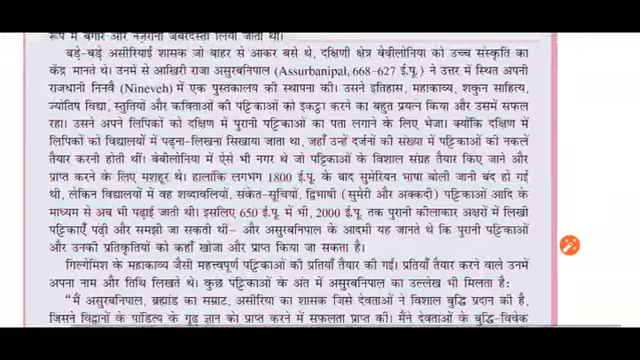 रूप में बेगार और नज़राना जबरदस्ती लिया जाता था।
बड़े-बड़े असीरियाई शासक जो बाहर से आकर बसे थे, दक्षिणी क्षेत्र बेबीलोनिया को उच्च संस्कृति का
केंद्र मानते थे। उनमें से आखिरी राजा असुरबनिपाल (Assurbanipal, 668–627 ई.पू.) ने उत्तर में स्थित अपनी
राजधानी निनवै (Nineveh) में एक पुस्तकालय की स्थापना की। उसने इतिहास, महाकाव्य, शकुन साहित्य,
ज्योतिष विद्या, स्तुतियों और कविताओं की पट्टिकाओं को इकट्ठा करने का बहुत प्रयत्न किया और उसमें सफल
रहा। उसने अपने लिपिकों को दक्षिण में पुरानी पट्टिकाओं का पता लगाने के लिए भेजा। क्योंकि दक्षिण में
लिपिकों को विद्यालयों में पढ़ना-लिखना सिखाया जाता था, जहाँ उन्हें दर्जनों की संख्या में पट्टिकाओं की नकलें
तैयार करनी होती थीं। बेबीलोनिया में ऐसे भी नगर थे जो पट्टिकाओं के विशाल संग्रह तैयार किए जाने और
प्राप्त करने के लिए मशहूर थे। हालांकि लगभग 1800 ई.पू. के बाद सुमेरियन भाषा बोली जानी बंद हो गई
थी, लेकिन विद्यालयों में वह शब्दावलियों, संकेत-सूचियों, द्विभाषी (सुमेरी और अक्कदी) पट्टिकाओं आदि के
माध्यम से अब भी पढ़ाई जाती थी। इसलिए 650 ई.पू. में भी, 2000 ई.पू. तक पुरानी कीलाकार अक्षरों में लिखी
पट्टिकाएँ पढ़ी और समझी जा सकती थीं– और असुरबनिपाल के आदमी यह जानते थे कि पुरानी पट्टिकाओं
और उनकी प्रतिकृतियों को कहाँ खोजा और प्राप्त किया जा सकता है।
गिल्गेमिश के महाकाव्य जैसी महत्त्वपूर्ण पट्टिकाओं की प्रतियाँ तैयार की गईं। प्रतियाँ तैयार करने वाले उनमें
अपना नाम और तिथि लिखते थे। कुछ पट्टिकाओं के अंत में असुरबनिपाल का उल्लेख भी मिलता है:
“मैं असुरबनिपाल, ब्रह्मांड का सम्राट, असीरिया का शासक जिसे देवताओं ने विशाल बुद्धि प्रदान की है,
जिसने विद्वानों के पांडित्य के गूढ़ ज्ञान को प्राप्त करने में सफलता प्राप्त की। मैंने देवताओं के बुद्धि-विवेक